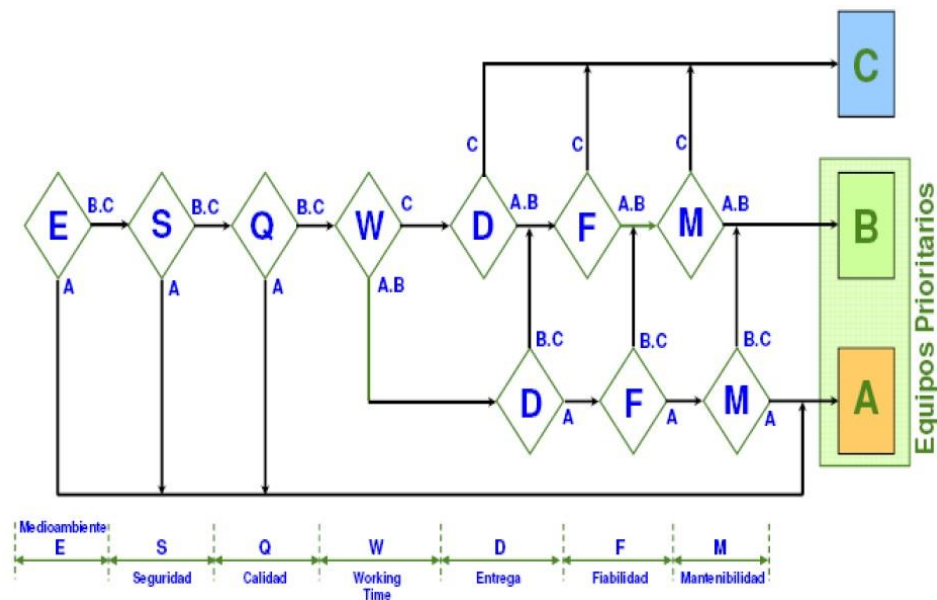 C
C
C
C
B.C
B.C
B.C
C
A.B
A.B
A.B
E
S
Q
W
D
F
M
B
A
A
A
A.B
B.C
B.C
B.C
D
F
M
A
A
A
A
Equipos Prioritarios
Medioambiente
E
S
Q
W
D
F
M
Seguridad
Calidad
Working
Time
Entrega
Fiabilidad
Mantenibilidad